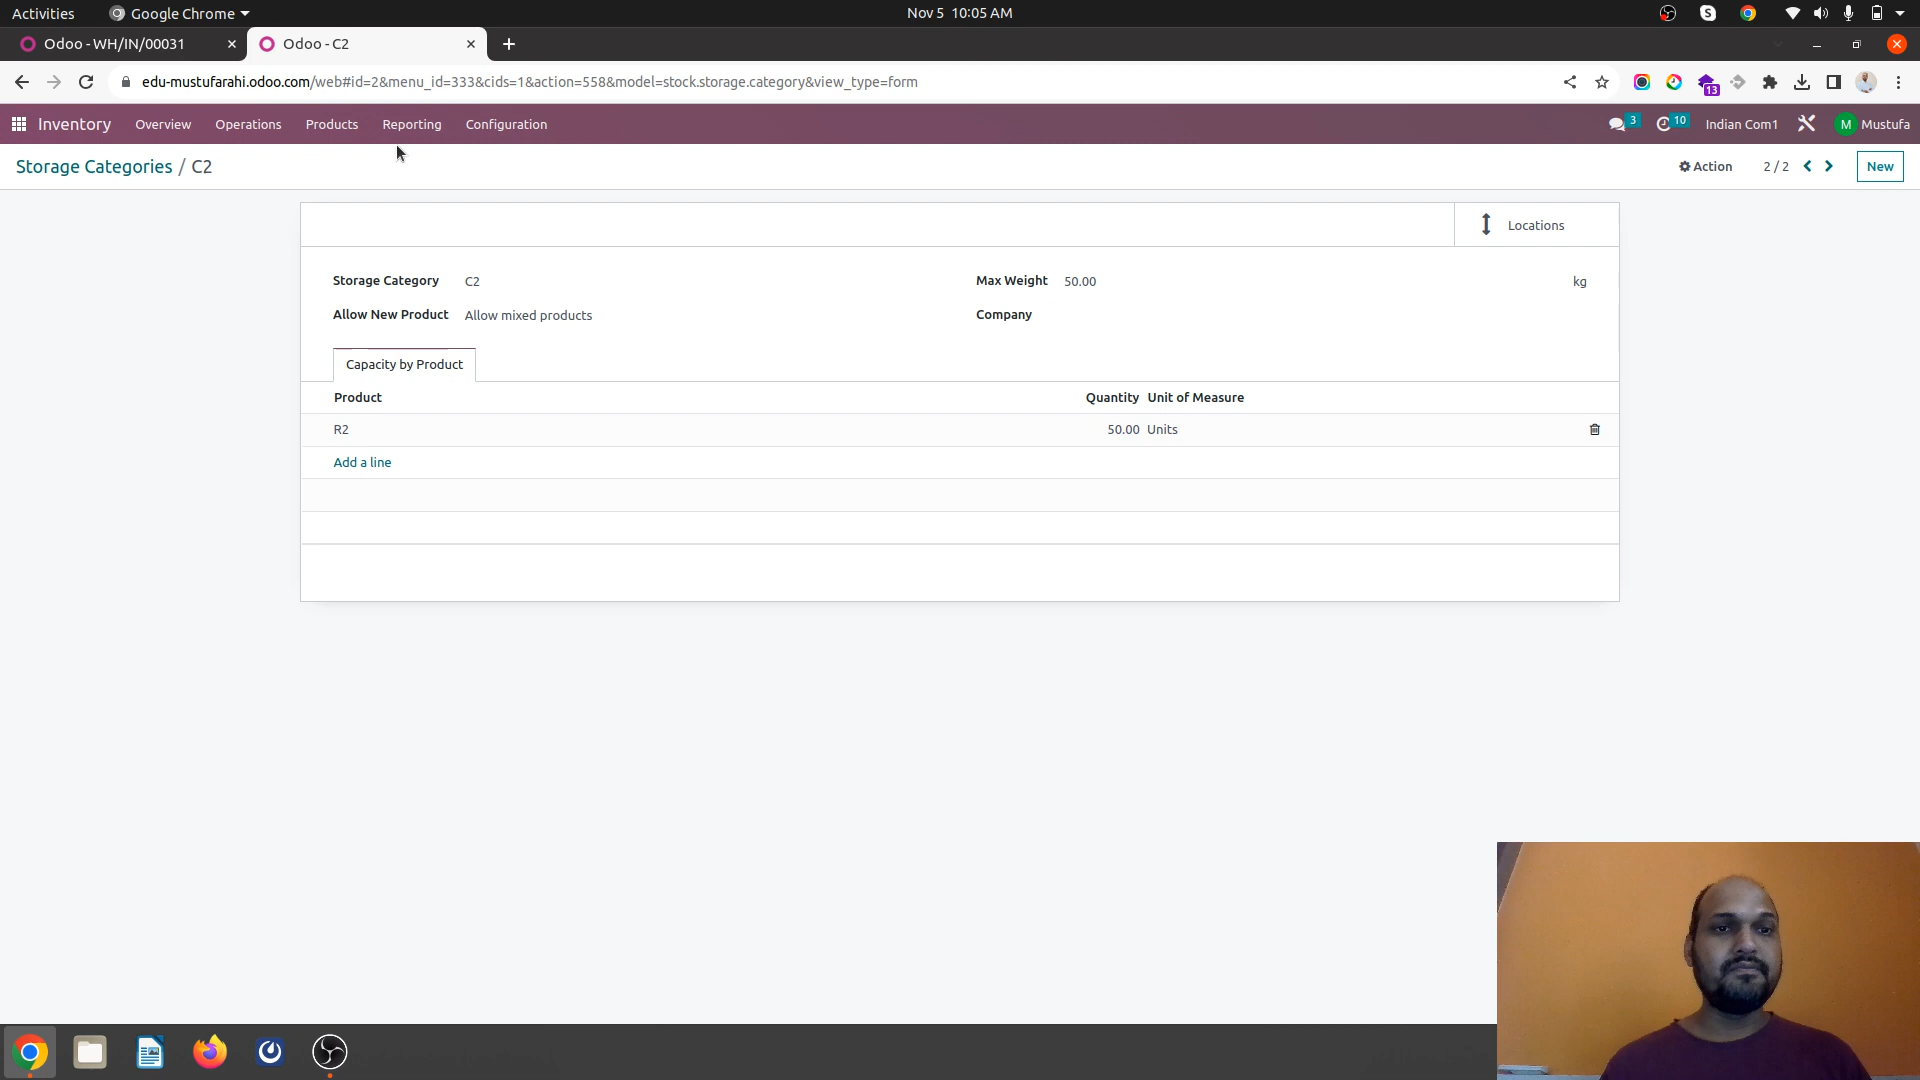 Activities Google Chrome Nov 5 10:05 AM
Odoo - WH/IN/00031 Odoo - C2
edu-mustufarahi.odoo.com/web#id=2&menu_id=333&cids=1&action=558&model=stock.storage.category&view_type=form 13
Inventory Overview Operations Products Reporting Configuration 3 10 Indian Com1 M Mustufa
Storage Categories / C2 Action 2 / 2 New
Locations
Storage Category C2 Max Weight 50.00 kg
Allow New Product Allow mixed products Company
Capacity by Product
Product Quantity Unit of Measure
R2 50.00 Units
Add a line